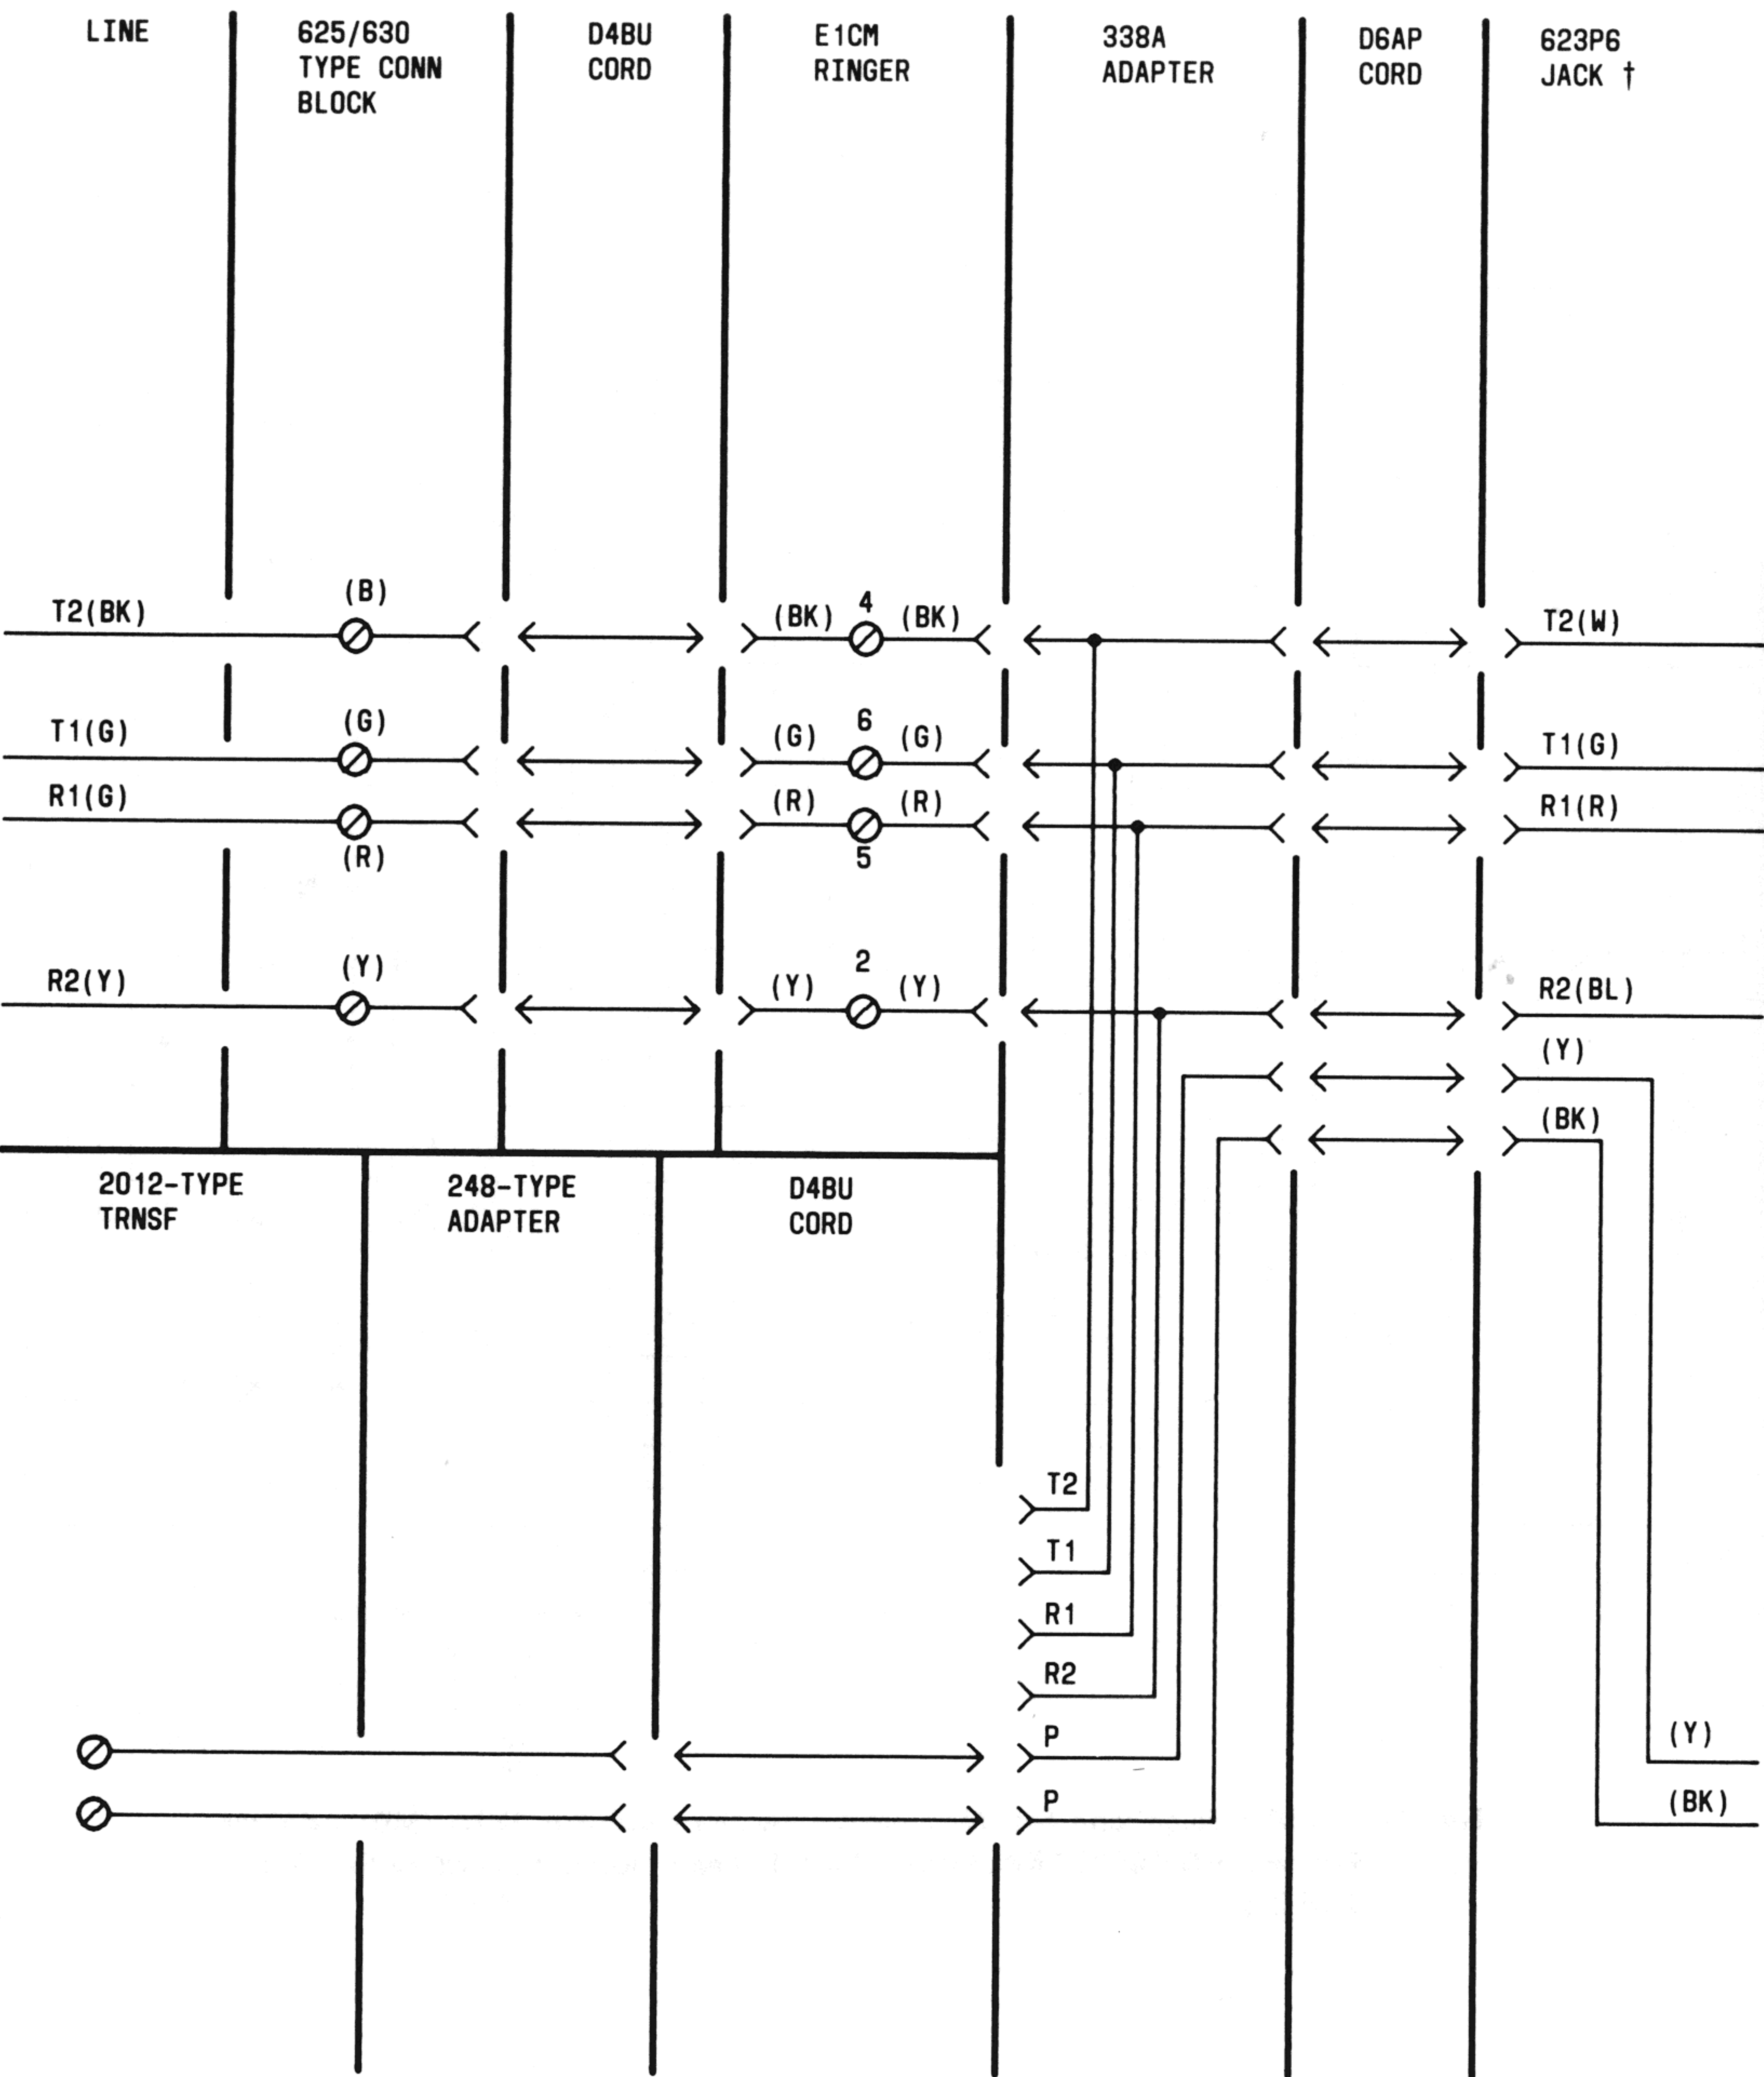 LINE
625/630
TYPE CONN
BLOCK
D4BU
CORD
E1CM
RINGER
338A
ADAPTER
D6AP
CORD
623P6
JACK †
T2(BK)
(B)
(BK)
4
(BK)
T2(W)
T1(G)
(G)
(G)
6
(G)
T1(G)
R1(G)
(R)
(R)
5
(R)
R1(R)
R2(Y)
(Y)
(Y)
2
(Y)
R2(BL)
(Y)
(BK)
2012-TYPE
TRNSF
248-TYPE
ADAPTER
D4BU
CORD
T2
T1
R1
R2
P
P
(Y)
(BK)